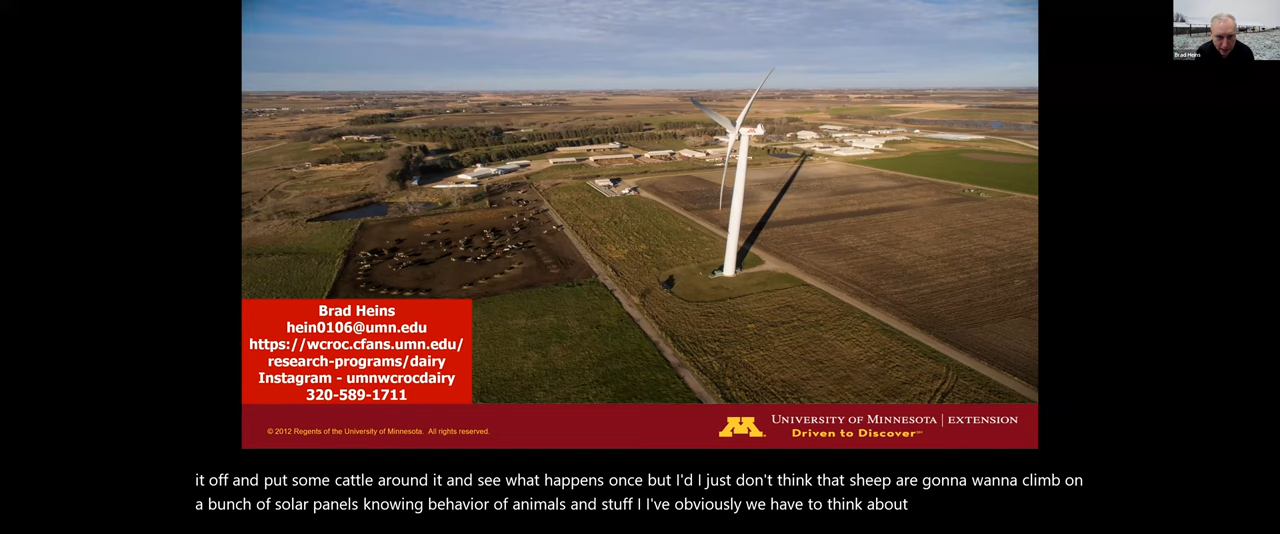 Brad Heins
Brad Heins
hein0106@umn.edu
https://wcroc.cfans.umn.edu/
research-programs/dairy
Instagram - umnwcrocdairy
320-589-1711
© 2012 Regents of the University of Minnesota. All rights reserved.
UNIVERSITY OF MINNESOTA | EXTENSION
Driven to Discover℠
it off and put some cattle around it and see what happens once but I'd I just don't think that sheep are gonna wanna climb on
a bunch of solar panels knowing behavior of animals and stuff I I've obviously we have to think about